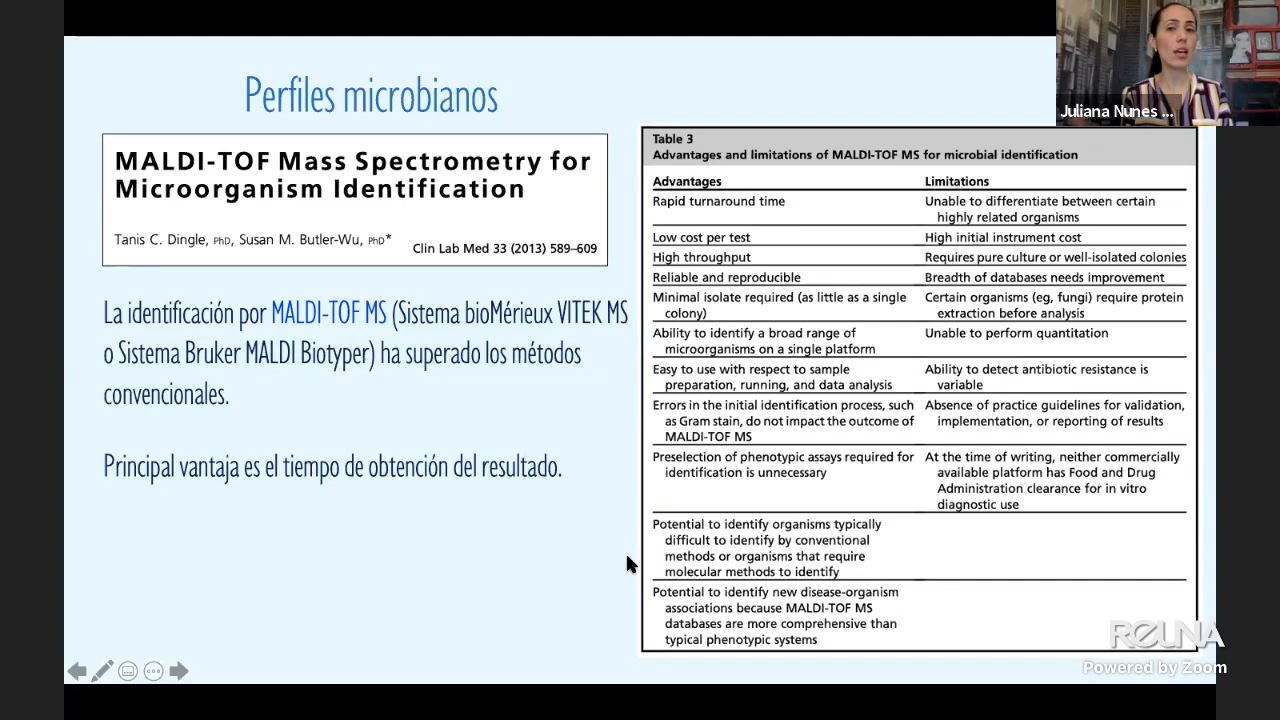 Perfiles microbianos
MALDI-TOF Mass Spectrometry for
Microorganism Identification
Tanis C. Dingle, PhD, Susan M. Butler-Wu, PhD*
Clin Lab Med 33 (2013) 589–609
La identificación por MALDI-TOF MS (Sistema bioMérieux VITEK MS
o Sistema Bruker MALDI Biotyper) ha superado los métodos
convencionales.
Principal vantaja es el tiempo de obtención del resultado.
Juliana Nunes ...
Table 3
Advantages and limitations of MALDI-TOF MS for microbial identification
Advantages
Limitations
Rapid turnaround time
Unable to differentiate between certain
highly related organisms
Low cost per test
High initial instrument cost
High throughput
Requires pure culture or well-isolated colonies
Reliable and reproducible
Breadth of databases needs improvement
Minimal isolate required (as little as a single
colony)
Certain organisms (eg, fungi) require protein
extraction before analysis
Ability to identify a broad range of
microorganisms on a single platform
Unable to perform quantitation
Easy to use with respect to sample
preparation, running, and data analysis
Ability to detect antibiotic resistance is
variable
Errors in the initial identification process, such
as Gram stain, do not impact the outcome of
MALDI-TOF MS
Absence of practice guidelines for validation,
implementation, or reporting of results
Preselection of phenotypic assays required for
identification is unnecessary
At the time of writing, neither commercially
available platform has Food and Drug
Administration clearance for in vitro
diagnostic use
Potential to identify organisms typically
difficult to identify by conventional
methods or organisms that require
molecular methods to identify
Potential to identify new disease-organism
associations because MALDI-TOF MS
databases are more comprehensive than
typical phenotypic systems
REUNA
Powered by Zoom